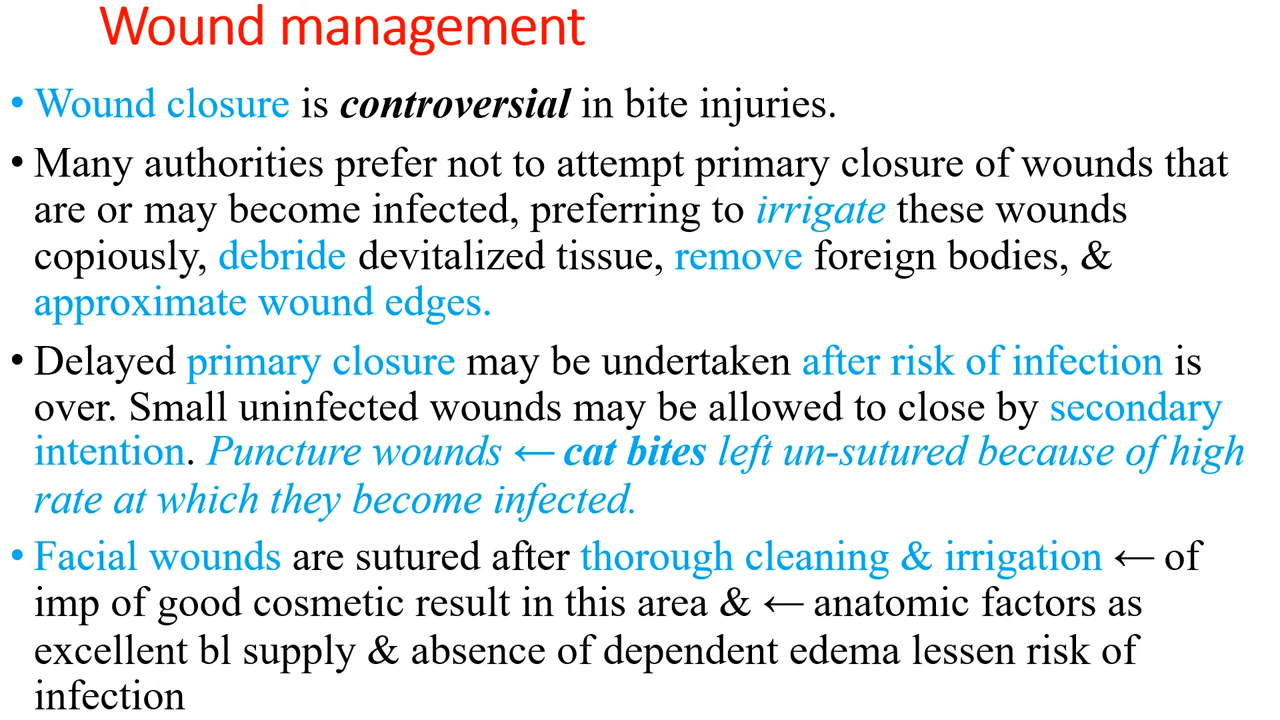 Wound management
• Wound closure is controversial in bite injuries.
• Many authorities prefer not to attempt primary closure of wounds that
are or may become infected, preferring to irrigate these wounds
copiously, debride devitalized tissue, remove foreign bodies, &
approximate wound edges.
• Delayed primary closure may be undertaken after risk of infection is
over. Small uninfected wounds may be allowed to close by secondary
intention. Puncture wounds ← cat bites left un-sutured because of high
rate at which they become infected.
• Facial wounds are sutured after thorough cleaning & irrigation ← of
imp of good cosmetic result in this area & ← anatomic factors as
excellent bl supply & absence of dependent edema lessen risk of
infection